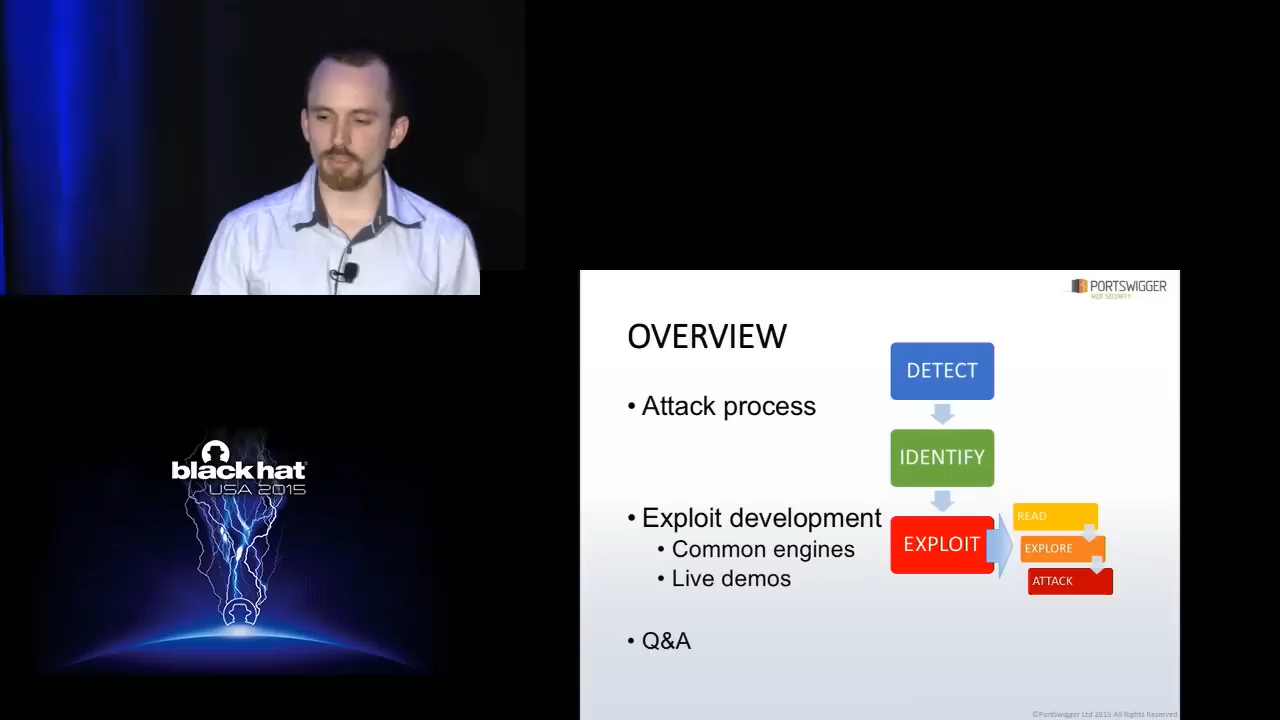 PORTSWIGGER
WEB SECURITY
OVERVIEW
DETECT
• Attack process
IDENTIFY
• Exploit development
• Common engines
• Live demos
EXPLOIT
READ
EXPLORE
ATTACK
• Q&A
©PortSwigger Ltd 2015 All Rights Reserved
black hat
USA 2015